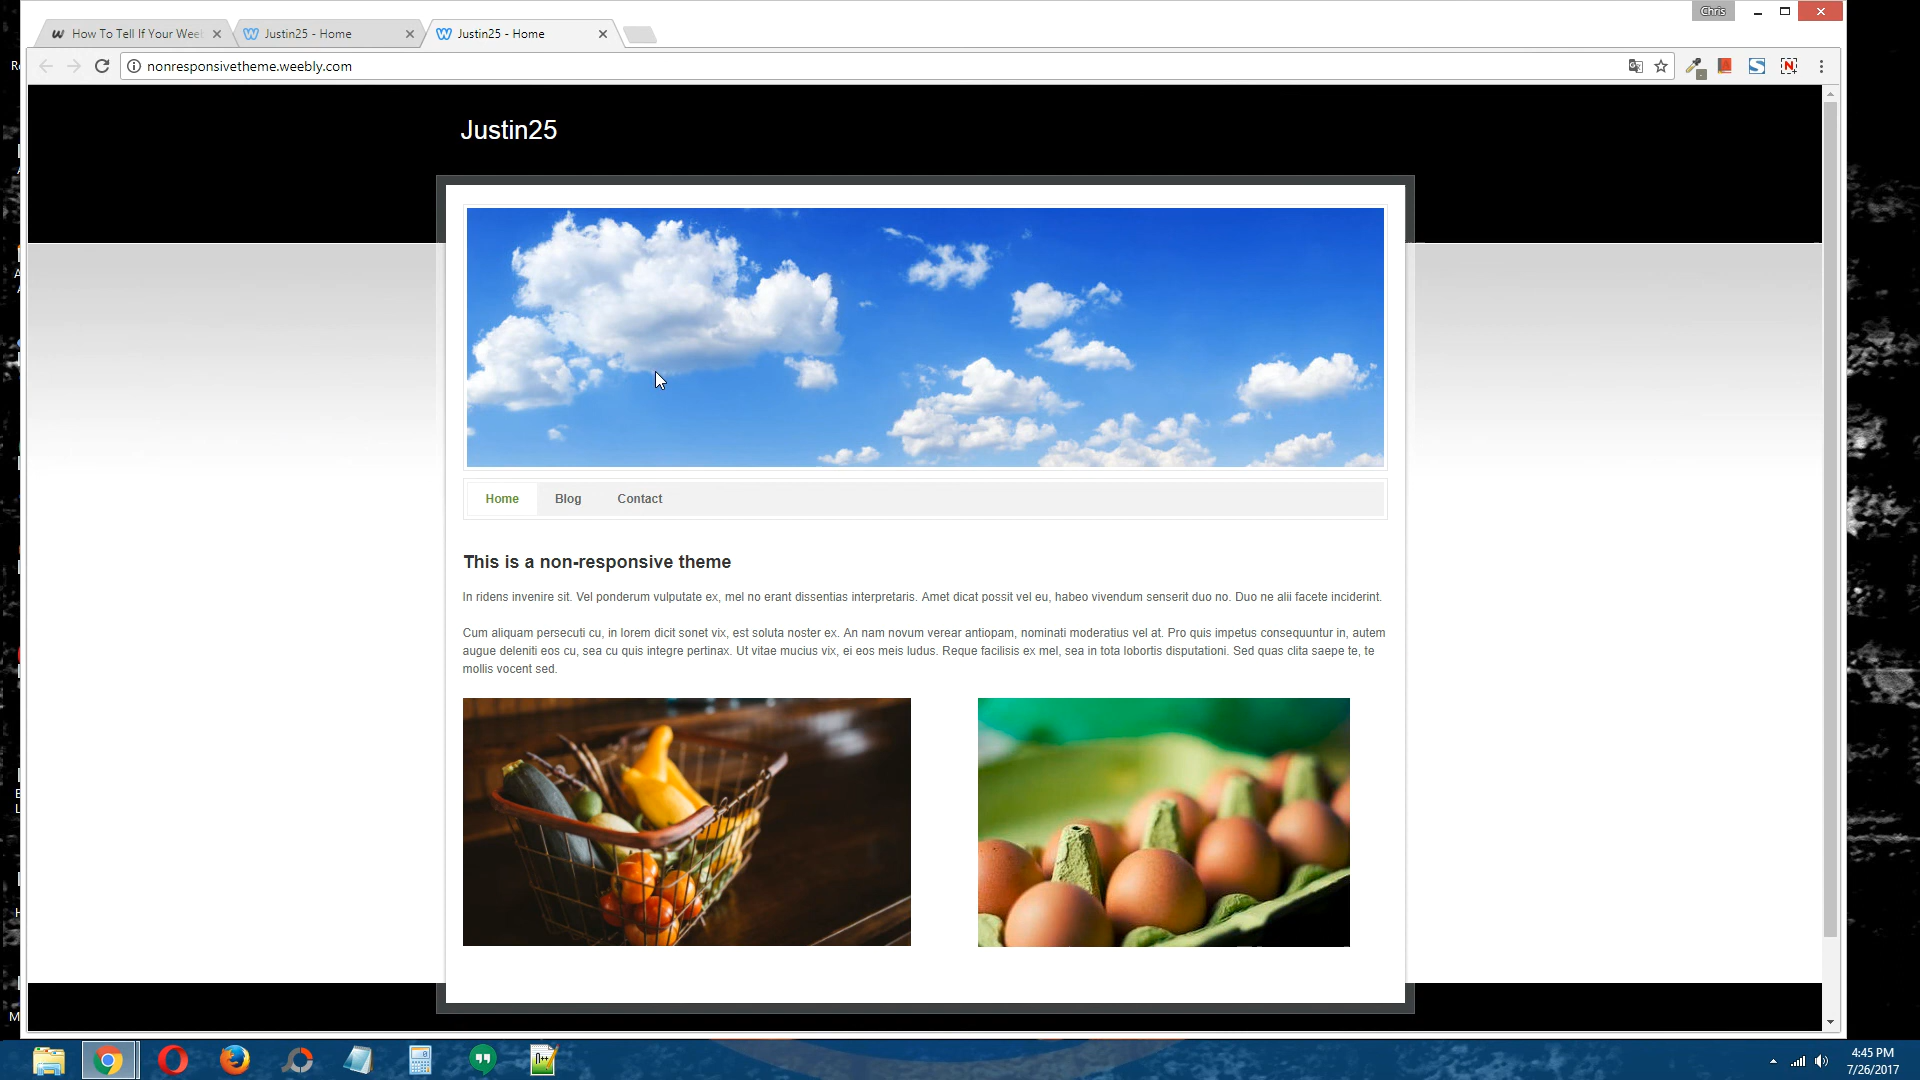 Chris
How To Tell If Your Wee
Justin25 - Home
Justin25 - Home
nonresponsivetheme.weebly.com
Justin25
Home
Blog
Contact
This is a non-responsive theme
In ridens invenire sit. Vel ponderum vulputate ex, mel no erant dissentias interpretaris. Amet dicat possit vel eu, habeo vivendum senserit duo no. Duo ne alii facete inciderint.
Cum aliquam persecuti cu, in lorem dicit sonet vix, est soluta noster ex. An nam novum verear antiopam, nominati moderatius vel at. Pro quis impetus consequuntur in, autem
augue deleniti eos cu, sea cu quis integre pertinax. Ut vitae mucius vix, ei eos meis ludus. Reque facilisis ex mel, sea in tota lobortis disputationi. Sed quas clita saepe te, te
mollis vocent sed.
4:45 PM
7/26/2017